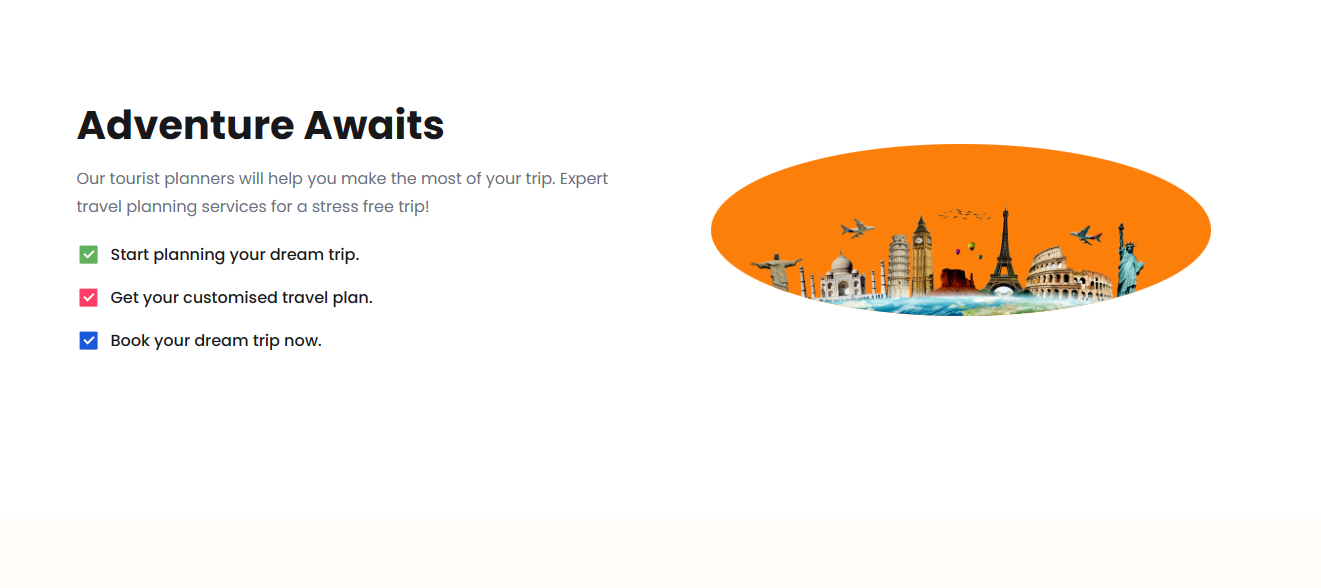 Adventure Awaits
Our tourist planners will help you make the most of your trip. Expert
travel planning services for a stress free trip!
Start planning your dream trip.
Get your customised travel plan.
Book your dream trip now.